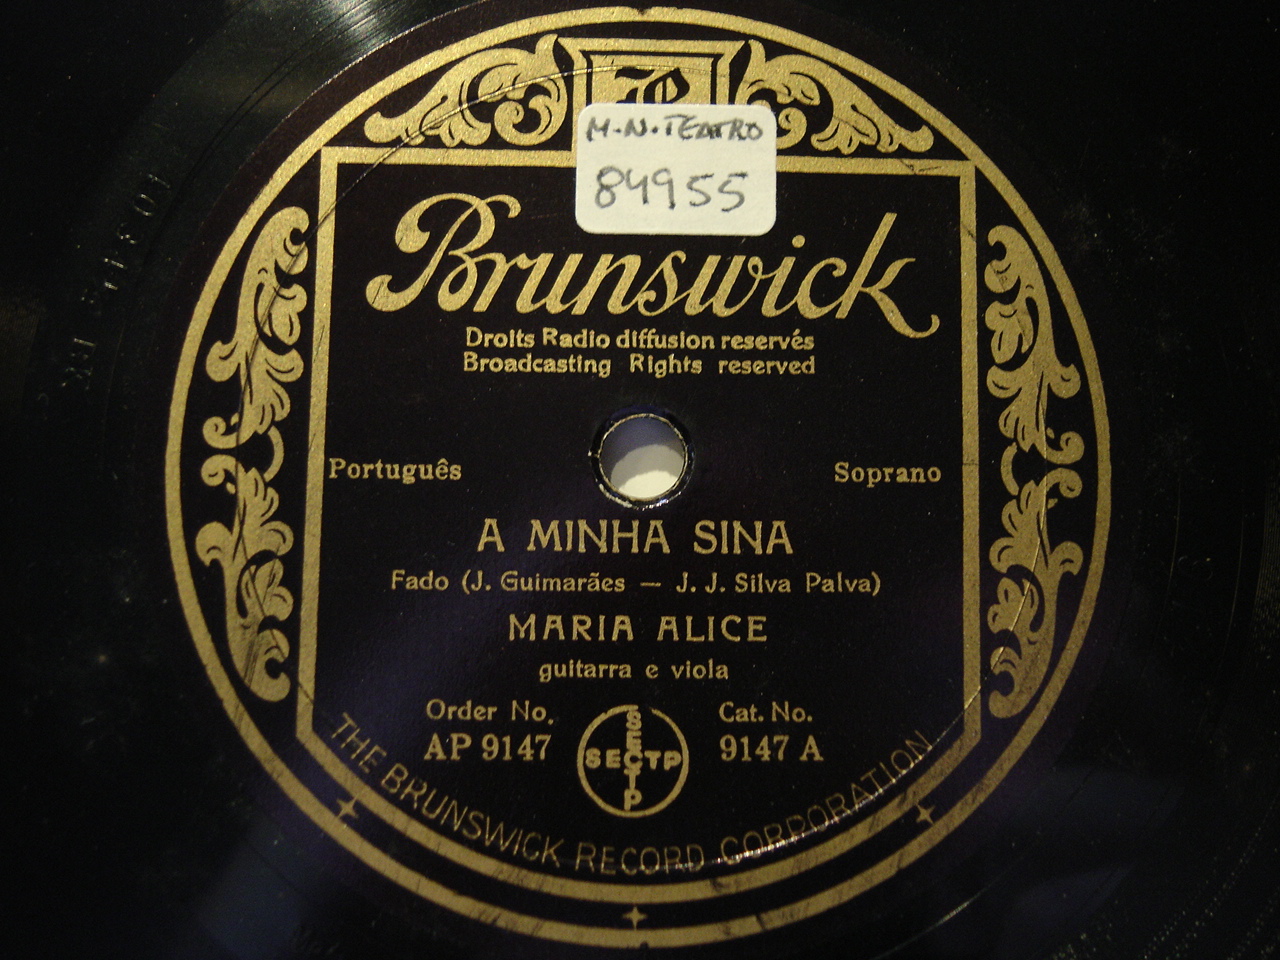 M.N. TEATRO
84955
Brunswick
Droits Radio diffusion reservés
Broadcasting Rights reserved
Português
Soprano
A MINHA SINA
Fado (J. Guimarães — J. J. Silva Palva)
MARIA ALICE
guitarra e viola
Order No.
AP 9147
SECTP
SECTP
Cat. No.
9147 A
THE BRUNSWICK RECORD CORPORATION